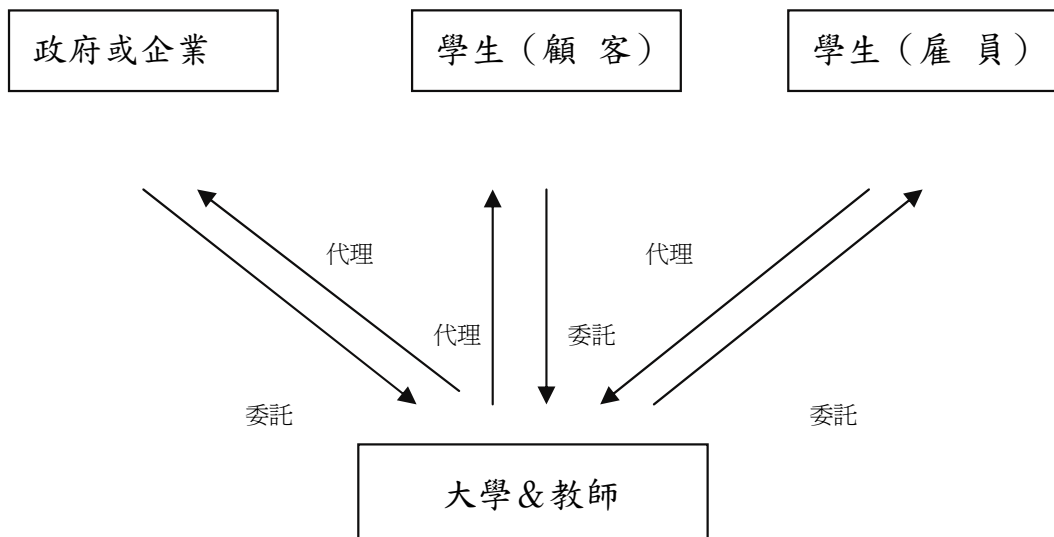 政府或企業
學生（顧 客）
學生（雇 員）
代理
代理
代理
委託
委託
委託
大學＆教師